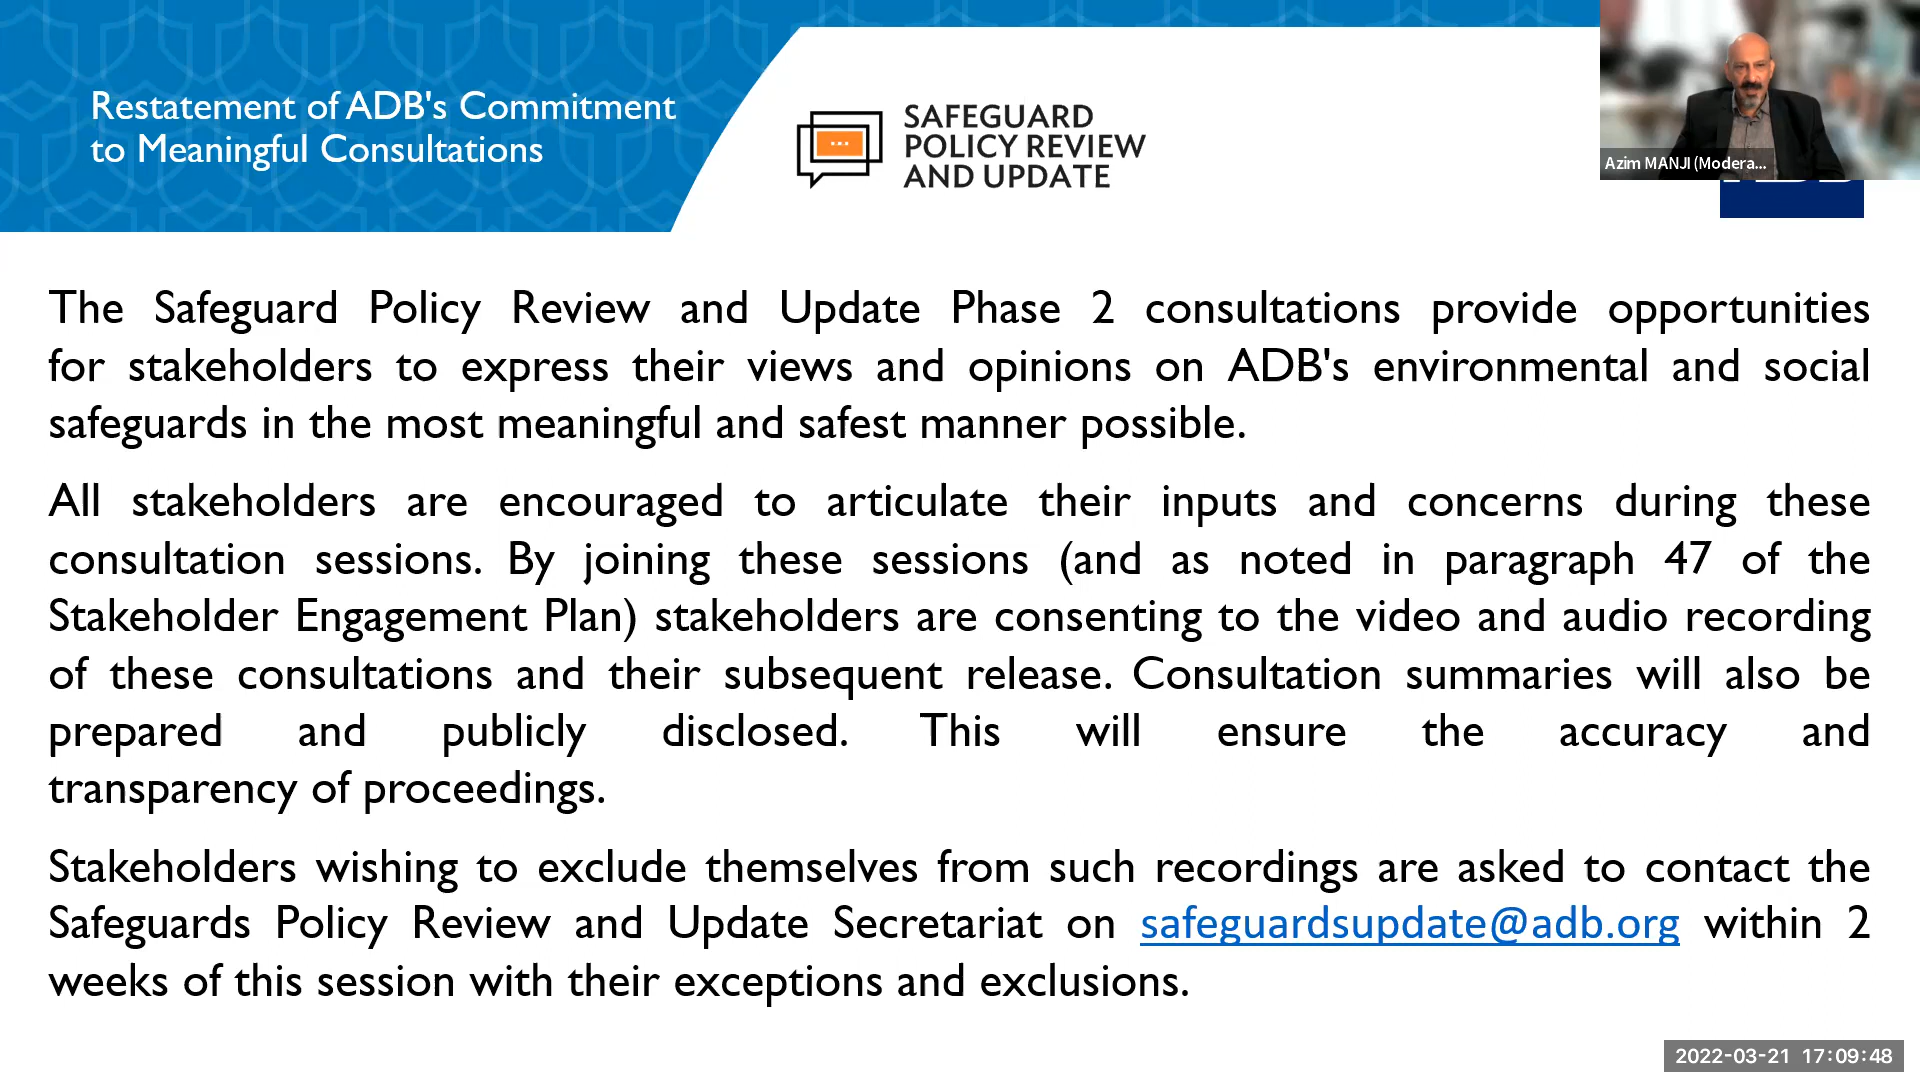 Restatement of ADB's Commitment
to Meaningful Consultations
SAFEGUARD
POLICY REVIEW
AND UPDATE
Azim MANJI (Modera...
The Safeguard Policy Review and Update Phase 2 consultations provide opportunities
for stakeholders to express their views and opinions on ADB's environmental and social
safeguards in the most meaningful and safest manner possible.
All stakeholders are encouraged to articulate their inputs and concerns during these
consultation sessions. By joining these sessions (and as noted in paragraph 47 of the
Stakeholder Engagement Plan) stakeholders are consenting to the video and audio recording
of these consultations and their subsequent release. Consultation summaries will also be
prepared and publicly disclosed. This will ensure the accuracy and
transparency of proceedings.
Stakeholders wishing to exclude themselves from such recordings are asked to contact the
Safeguards Policy Review and Update Secretariat on safeguardsupdate@adb.org within 2
weeks of this session with their exceptions and exclusions.
2022-03-21 17:09:48